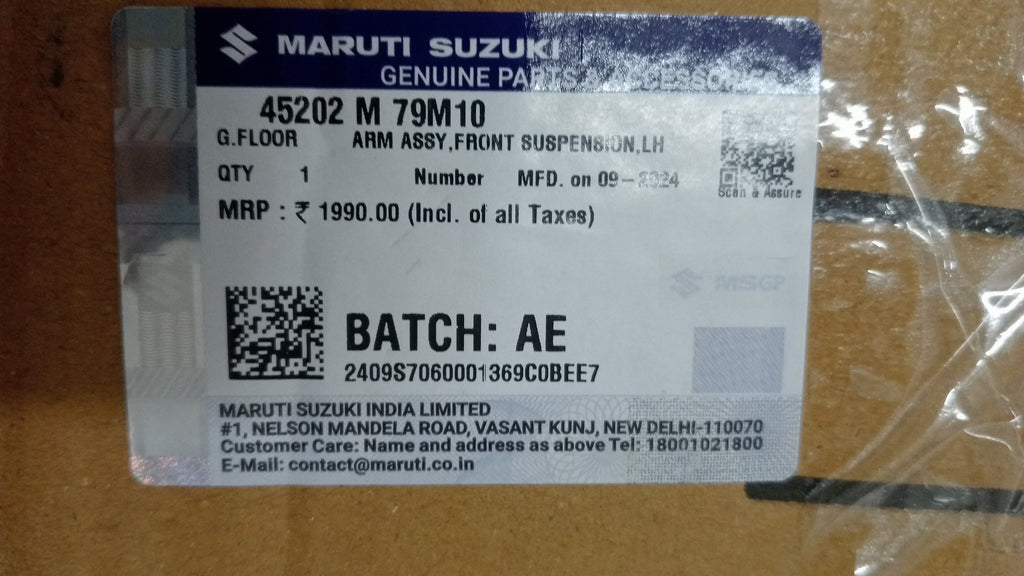 MARUTI SUZUKI
GENUINE PARTS & ACCESSORIES
45202 M 79M10
G.FLOOR ARM ASSY,FRONT SUSPENSION,LH
QTY 1 Number MFD. on 09-2024
Scan & Assure
MRP : ₹ 1990.00 (Incl. of all Taxes)
MSGP
BATCH: AE
2409S7060001369C0BEE7
MARUTI SUZUKI INDIA LIMITED
#1, NELSON MANDELA ROAD, VASANT KUNJ, NEW DELHI-110070
Customer Care: Name and address as above Tel: 18001021800
E-Mail: contact@maruti.co.in